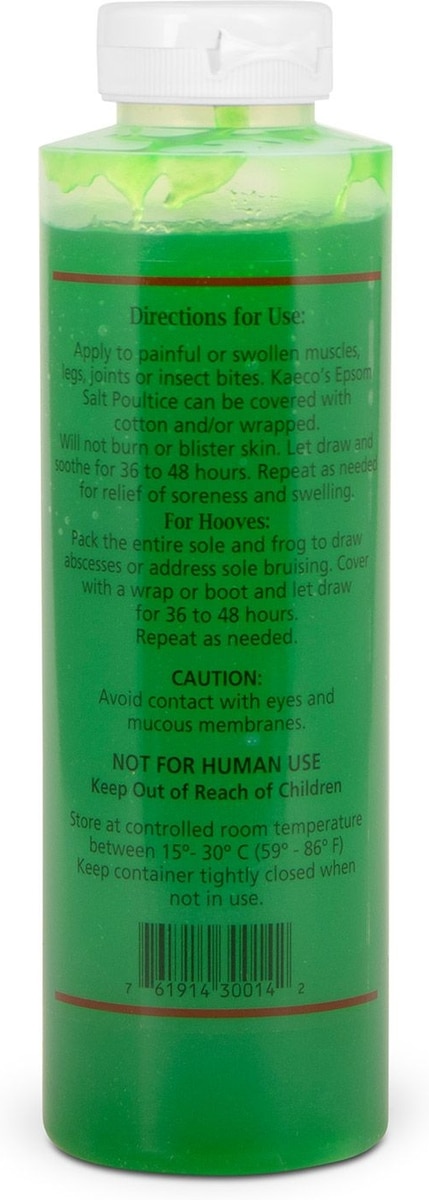 Directions for Use:
Apply to painful or swollen muscles,
legs, joints or insect bites. Kaeco's Epsom
Salt Poultice can be covered with
cotton and/or wrapped.
Will not burn or blister skin. Let draw and
soothe for 36 to 48 hours. Repeat as needed
for relief of soreness and swelling.
For Hooves:
Pack the entire sole and frog to draw
abscesses or address sole bruising. Cover
with a wrap or boot and let draw
for 36 to 48 hours.
Repeat as needed.
CAUTION:
Avoid contact with eyes and
mucous membranes.
NOT FOR HUMAN USE
Keep Out of Reach of Children
Store at controlled room temperature
between 15°- 30° C (59° - 86° F)
Keep container tightly closed when
not in use.
7 61914 30014 2